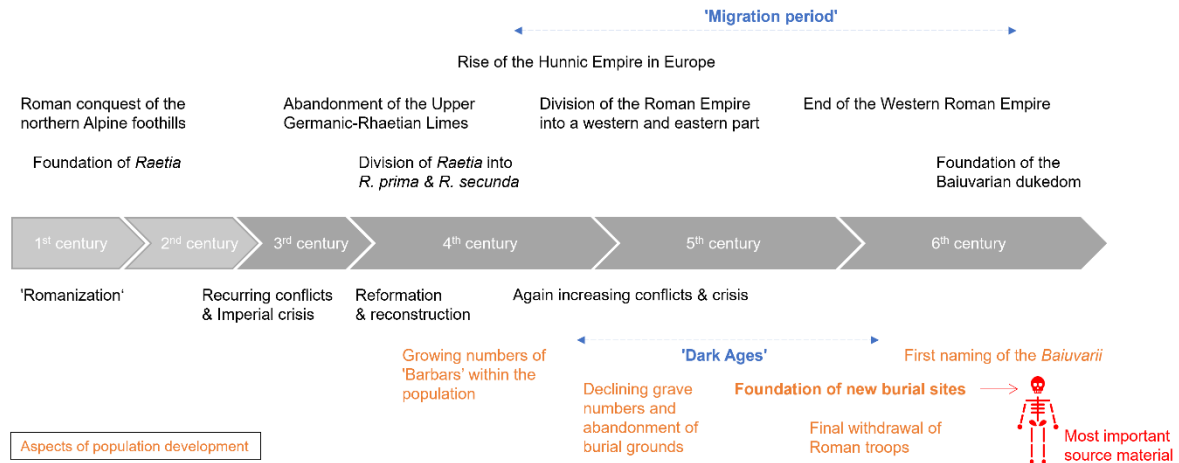 'Migration period'
Rise of the Hunnic Empire in Europe
Roman conquest of the
northern Alpine foothills
Abandonment of the Upper
Germanic-Rhaetian Limes
Division of the Roman Empire
into a western and eastern part
End of the Western Roman Empire
Foundation of Raetia
Division of Raetia into
R. prima & R. secunda
Foundation of the
Baiuvarian dukedom
1st century
2nd century
3rd century
4th century
5th century
6th century
'Romanization‘
Recurring conflicts
& Imperial crisis
Reformation
& reconstruction
Again increasing conflicts & crisis
Growing numbers of
'Barbars’ within the
population
'Dark Ages'
First naming of the Baiuvarii
Declining grave
numbers and
abandonment of
burial grounds
Foundation of new burial sites
Final withdrawal of
Roman troops
Most important
source material
Aspects of population development